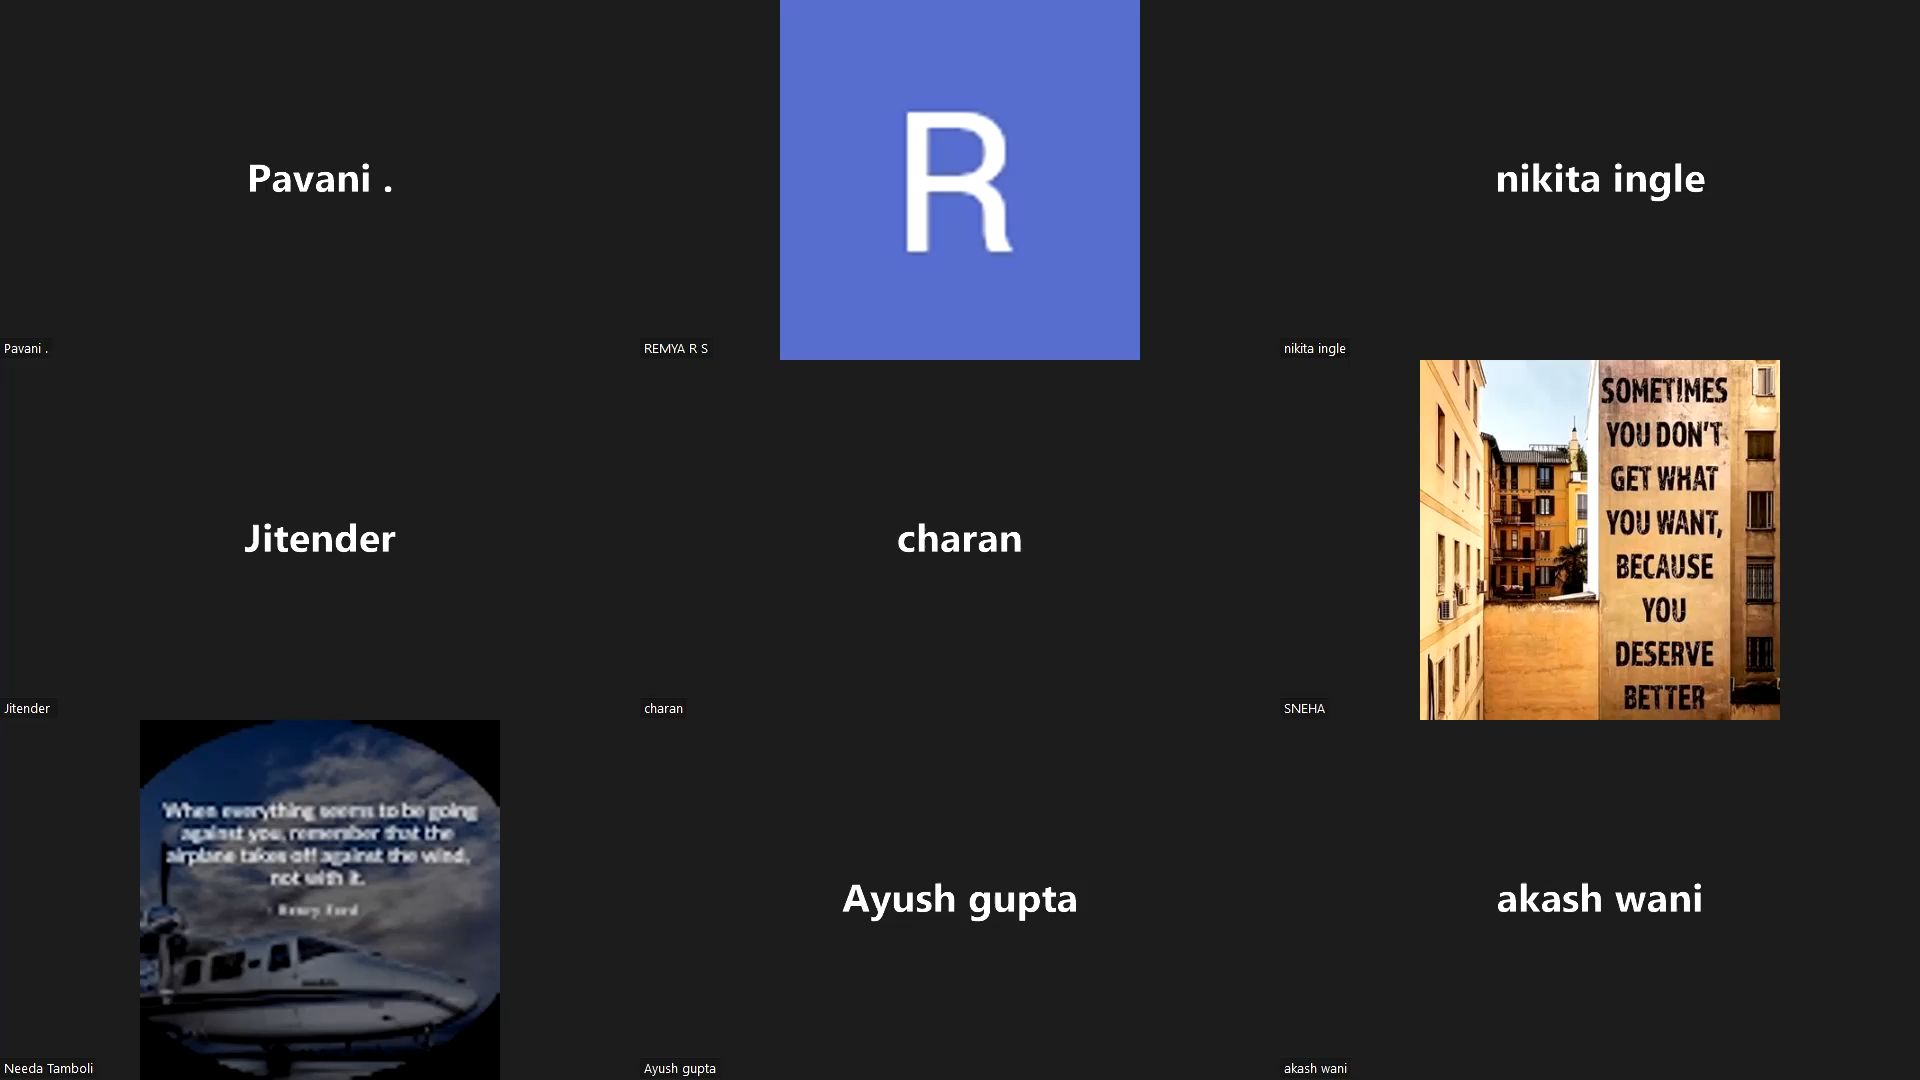 Pavani .
Pavani .
R
REMYA R S
nikita ingle
nikita ingle
Jitender
Jitender
charan
charan
SOMETIMES
YOU DON'T
GET WHAT
YOU WANT,
BECAUSE
YOU
DESERVE
BETTER
SNEHA
When everything seems to be going
against you, remember that the
airplane takes off against the wind,
not with it.
- Henry Ford
Needa Tamboli
Ayush gupta
Ayush gupta
akash wani
akash wani